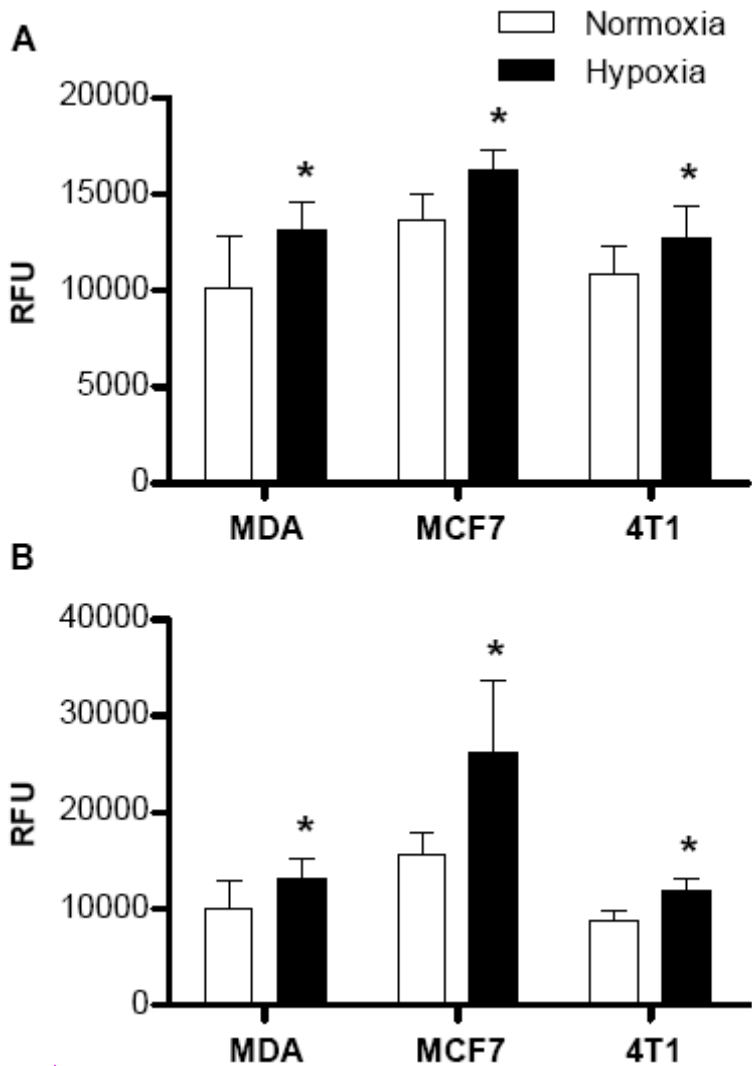 A
Normoxia
Hypoxia
20000
15000
10000
5000
0
RFU
*
*
*
MDA MCF7 4T1
B
40000
30000
20000
10000
0
RFU
*
*
*
MDA MCF7 4T1